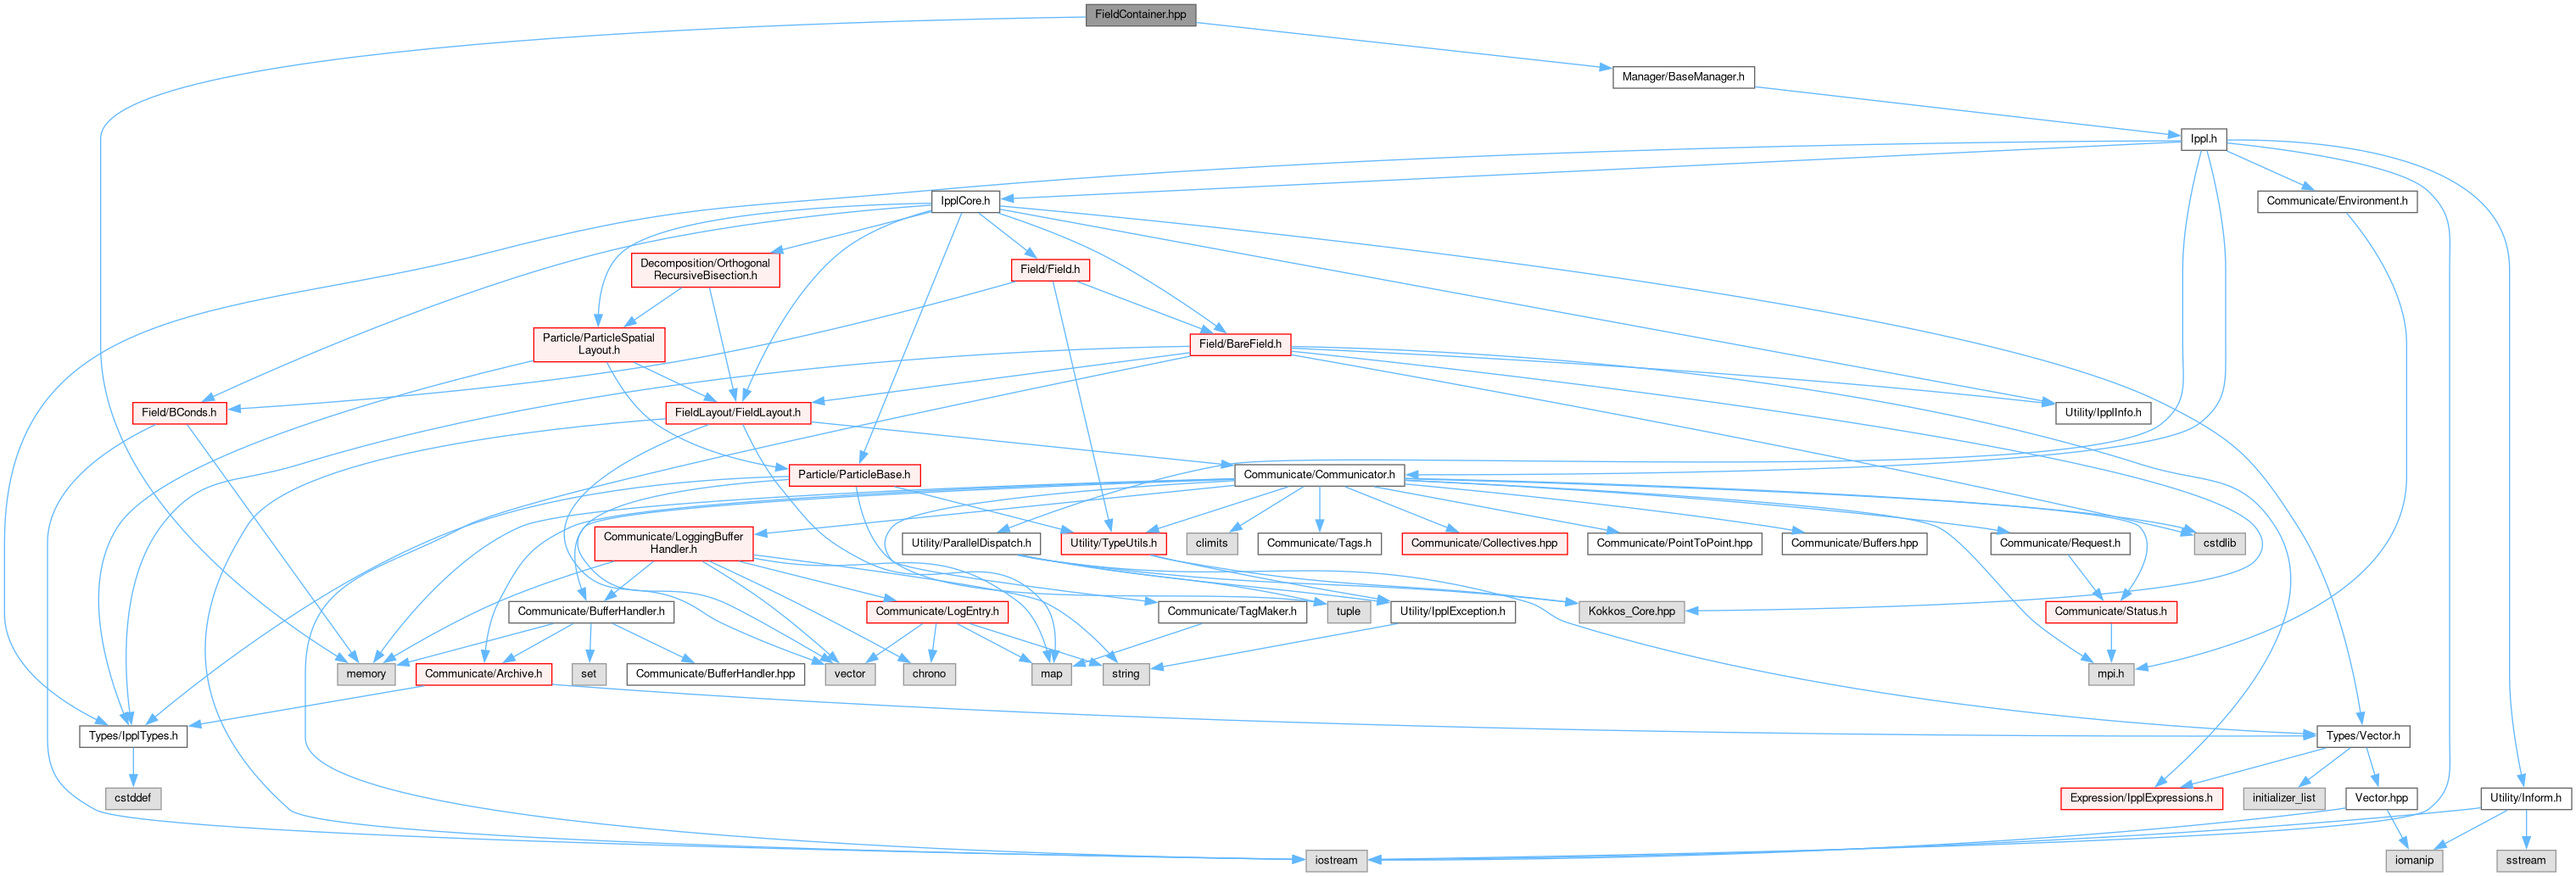 FieldContainer.hpp
Manager/BaseManager.h
Ippl.h
IpplCore.h
Communicate/Environment.h
Decomposition/Orthogonal
RecursiveBisection.h
Field/Field.h
Particle/ParticleSpatial
Layout.h
Field/BareField.h
Field/BConds.h
FieldLayout/FieldLayout.h
Utility/IpplInfo.h
Particle/ParticleBase.h
Communicate/Communicator.h
Communicate/LoggingBuffer
Handler.h
Utility/ParallelDispatch.h
Utility/TypeUtils.h
climits
Communicate/Tags.h
Communicate/Collectives.hpp
Communicate/PointToPoint.hpp
Communicate/Buffers.hpp
Communicate/Request.h
cstdlib
Communicate/BufferHandler.h
Communicate/LogEntry.h
Communicate/TagMaker.h
tuple
Utility/IpplException.h
Kokkos_Core.hpp
Communicate/Status.h
memory
Communicate/Archive.h
set
Communicate/BufferHandler.hpp
vector
chrono
map
string
mpi.h
Types/IpplTypes.h
Types/Vector.h
cstddef
Expression/IpplExpressions.h
initializer_list
Vector.hpp
Utility/Inform.h
iostream
iomanip
sstream